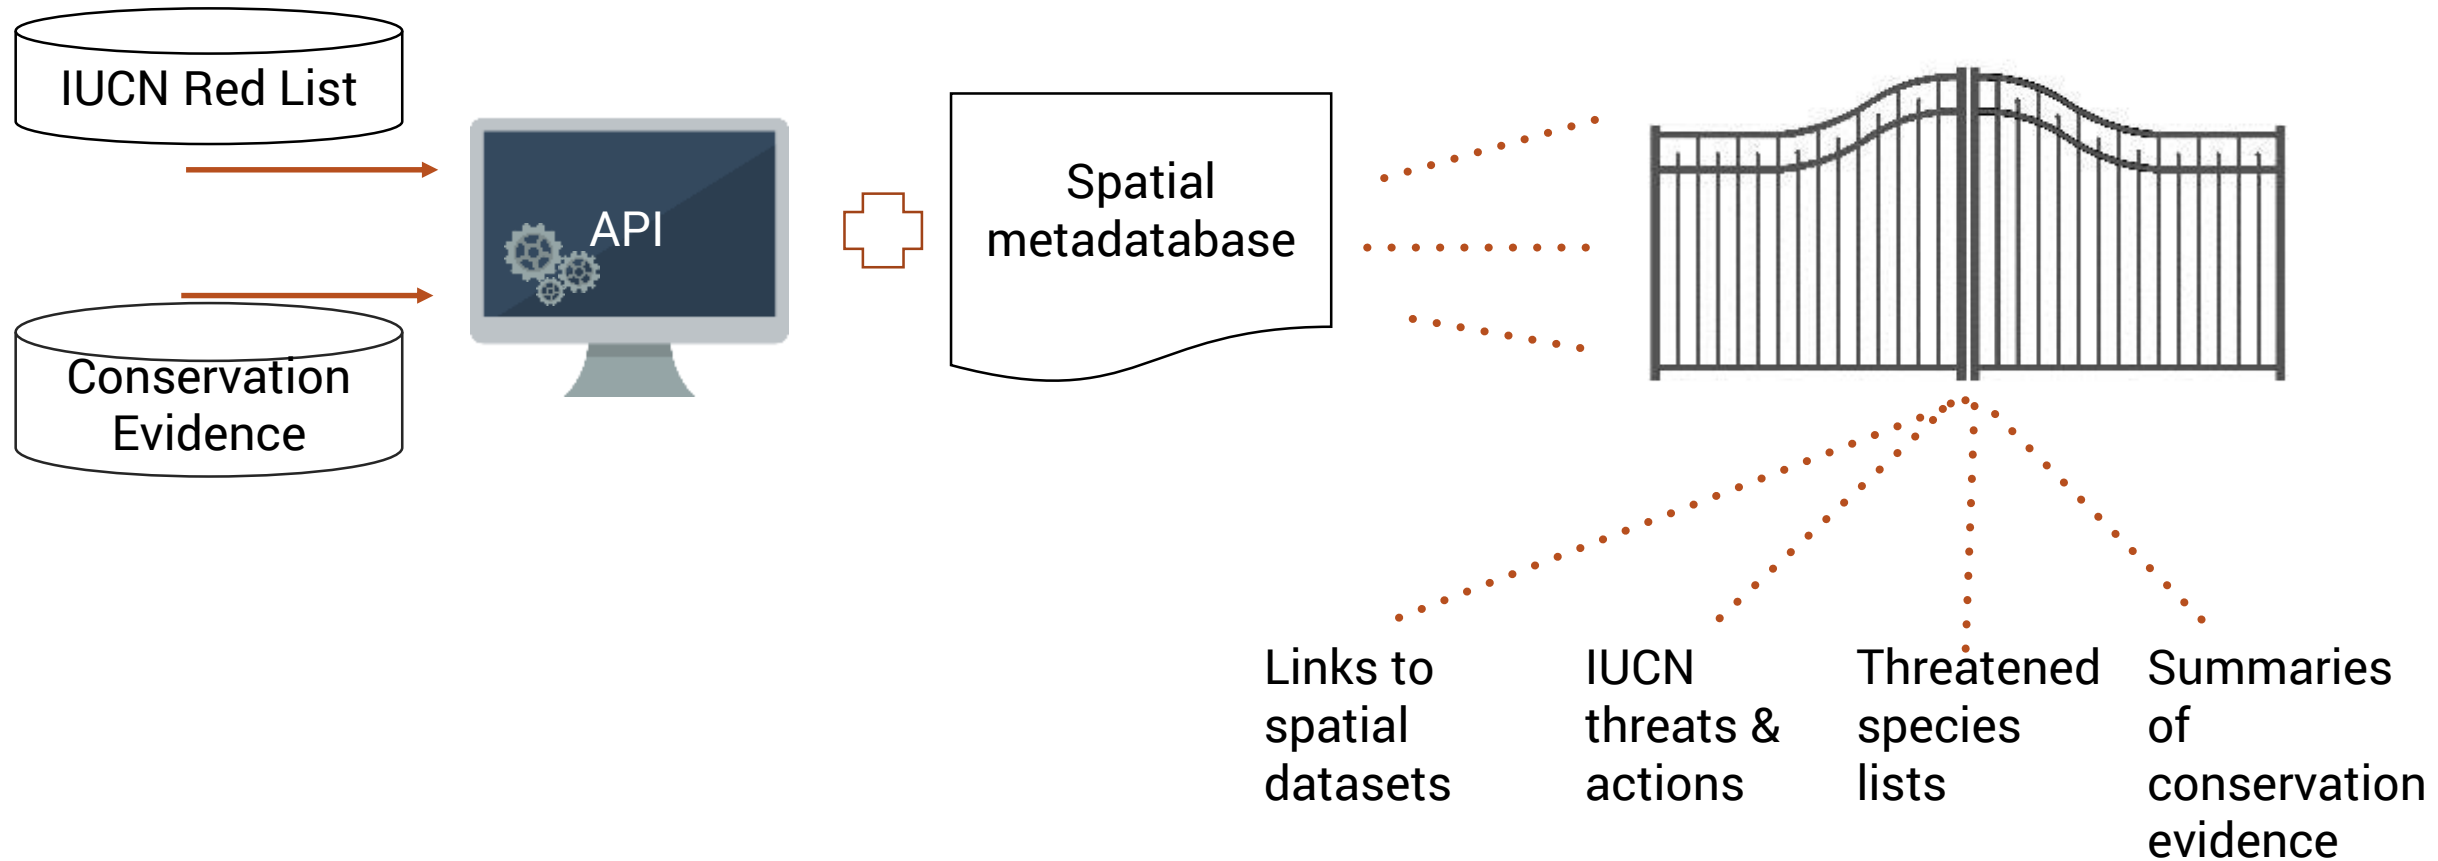 IUCN Red List
API
Spatial
metadatabase
Conservation
Evidence
Links to
spatial
datasets
IUCN
threats &
actions
Threatened
species
lists
Summaries
of
conservation
evidence